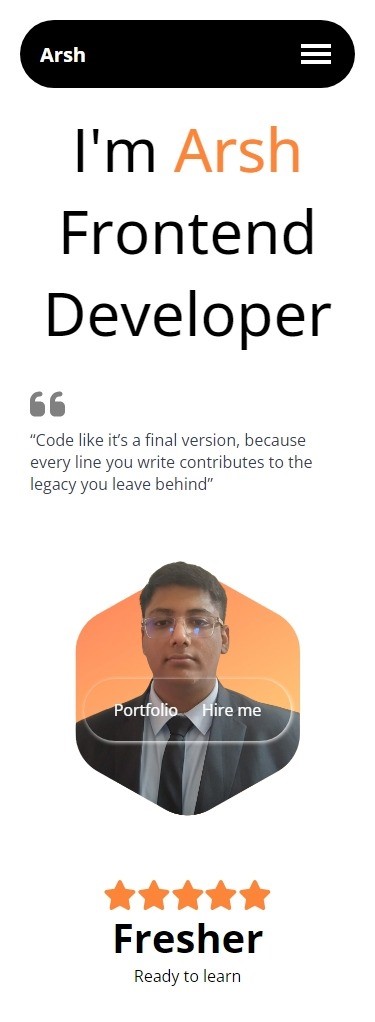 Arsh
I'm Arsh
Frontend
Developer
“Code like it’s a final version, because
every line you write contributes to the
legacy you leave behind”
Portfolio Hire me
Fresher
Ready to learn